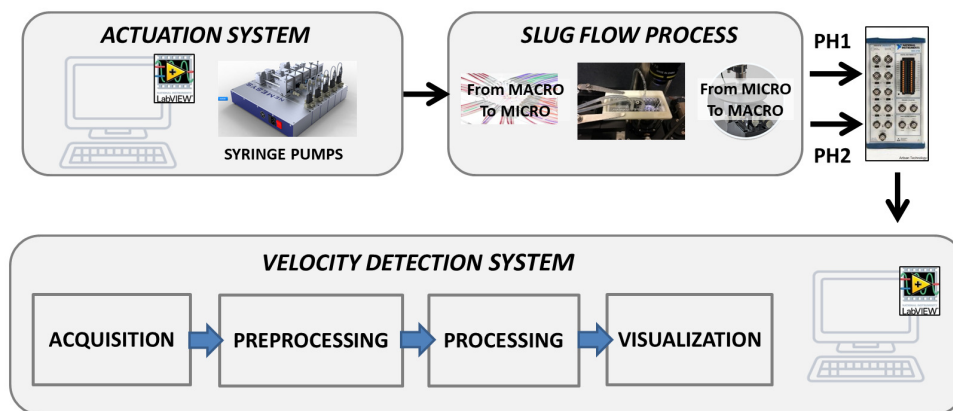 ACTUATION SYSTEM
LabVIEW
SYRINGE PUMPS
SLUG FLOW PROCESS
From MACRO
To MICRO
From MICRO
To MACRO
PH1
PH2
VELOCITY DETECTION SYSTEM
ACQUISITION
PREPROCESSING
PROCESSING
VISUALIZATION
LabVIEW